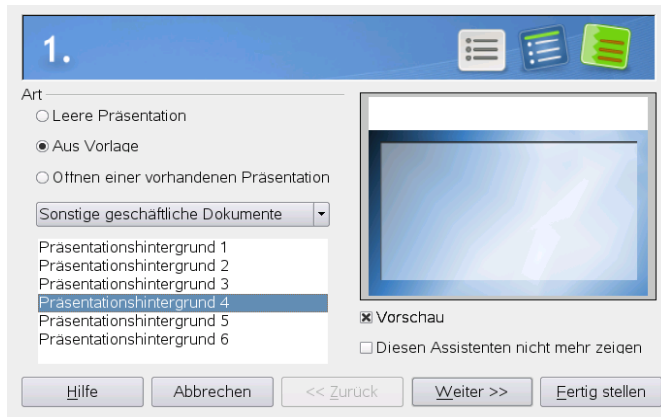 1.
Art
Leere Präsentation
Aus Vorlage
Öffnen einer vorhandenen Präsentation
Sonstige geschäftliche Dokumente
Präsentationshintergrund 1
Präsentationshintergrund 2
Präsentationshintergrund 3
Präsentationshintergrund 4
Präsentationshintergrund 5
Präsentationshintergrund 6
Vorschau
Diesen Assistenten nicht mehr zeigen
Hilfe
Abbrechen
<< Zurück
Weiter >>
Fertig stellen